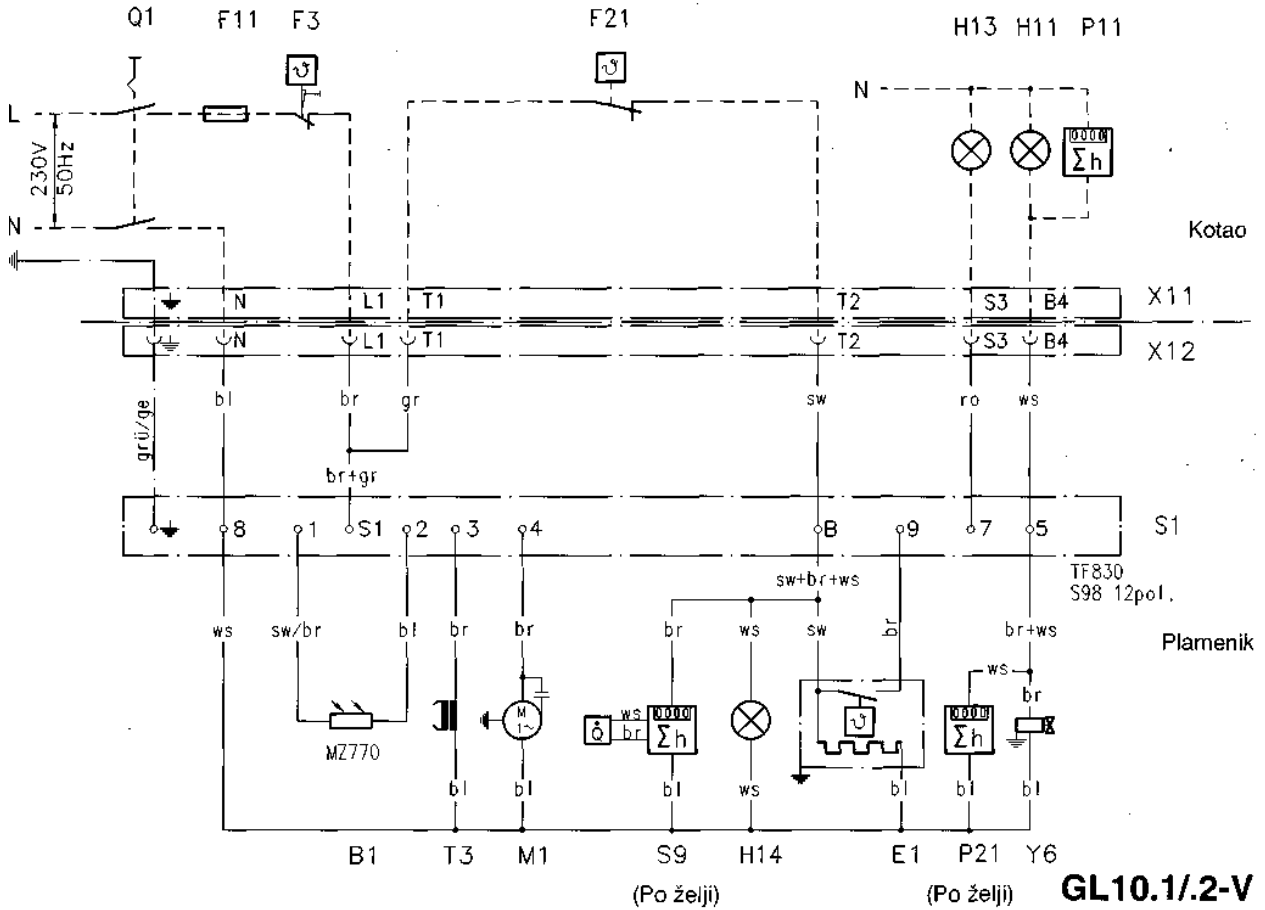 Q1 F11 F3 F21 H13 H11 P11
ϑ ϑ
L N
0000
Σh
230V
50Hz
N
Kotao
N L1 T1 T2 S3 B4 X11
N L1 T1 T2 S3 B4 X12
grü/ge bl br gr sw ro ws
br+gr
8 1 S1 2 3 4 B 9 7 5 S1
TF830
S98 12pol.
sw+br+ws
ws sw/br bl br br br ws sw br br+ws
Plamenik
ws
br
MZ770
M
1~
Q
ws
br
0000
Σh
ϑ
0000
Σh
bl bl bl ws bl bl bl
B1 T3 M1 S9 H14 E1 P21 Y6
(Po želji) (Po želji)
GL10.1/.2-V